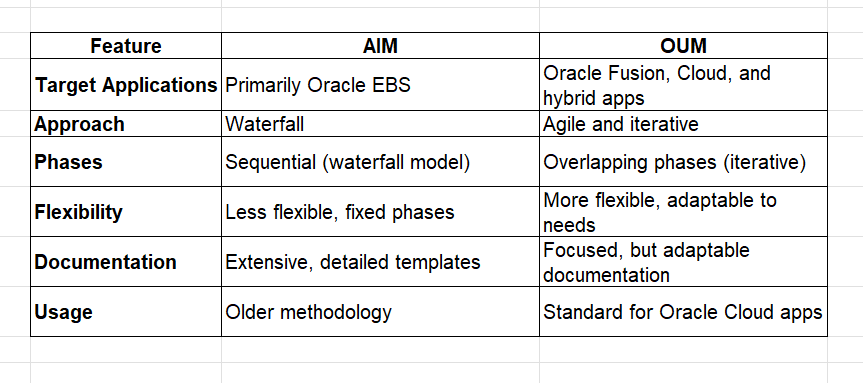 Feature AIM OUM
Target Applications Primarily Oracle EBS Oracle Fusion, Cloud, and
hybrid apps
Approach Waterfall Agile and iterative
Phases Sequential (waterfall model) Overlapping phases (iterative)
Flexibility Less flexible, fixed phases More flexible, adaptable to
needs
Documentation Extensive, detailed templates Focused, but adaptable
documentation
Usage Older methodology Standard for Oracle Cloud apps